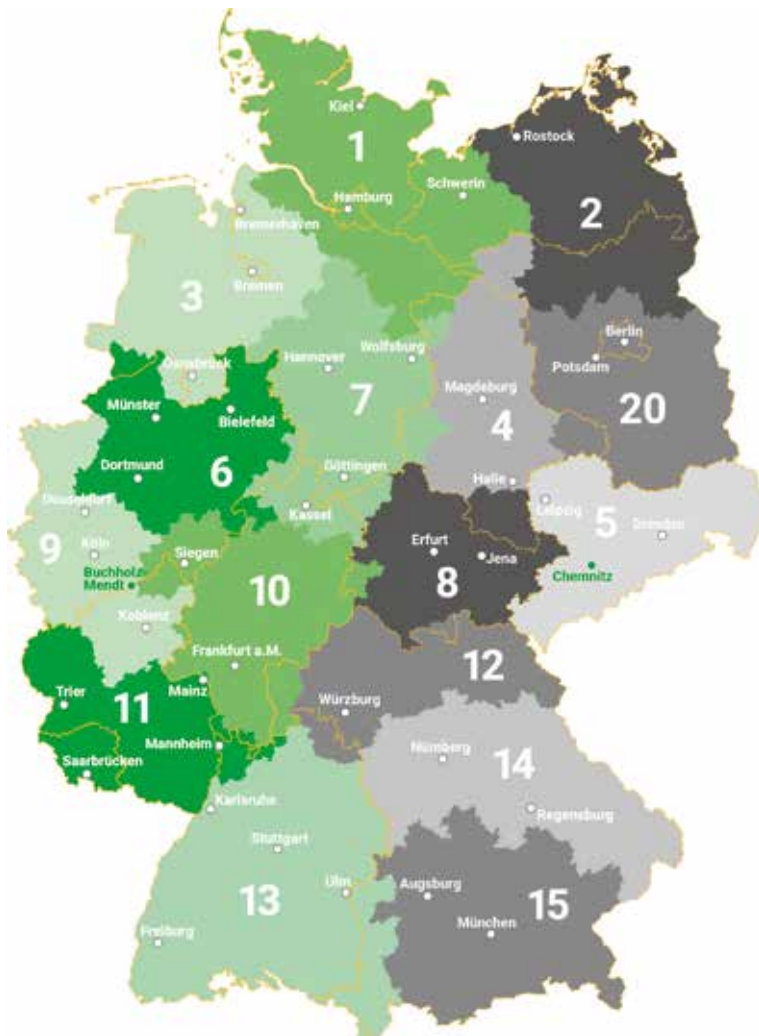 Kiel
1
Rostock
Schwerin
Hamburg
2
Bremerhaven
Bremen
3
Berlin
Hannover
Wolfsburg
Potsdam
Osnabrück
Magdeburg
7
20
Münster
Bielefeld
4
Dortmund
6
Göttingen
Halle
Düsseldorf
Kassel
Leipzig
5
Dresden
Köln
9
Siegen
Erfurt
Jena
Buchholz-
Mendt
8
Chemnitz
10
Koblenz
Frankfurt a.M.
12
Trier
Mainz
11
Würzburg
Mannheim
Saarbrücken
Nürnberg
14
Karlsruhe
Regensburg
Stuttgart
Ulm
Augsburg
13
15
Freiburg
München